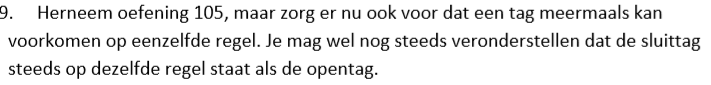 9. Herneem oefening 105, maar zorg er nu ook voor dat een tag meermaals kan
voorkomen op eenzelfde regel. Je mag wel nog steeds veronderstellen dat de sluittag
steeds op dezelfde regel staat als de opentag.